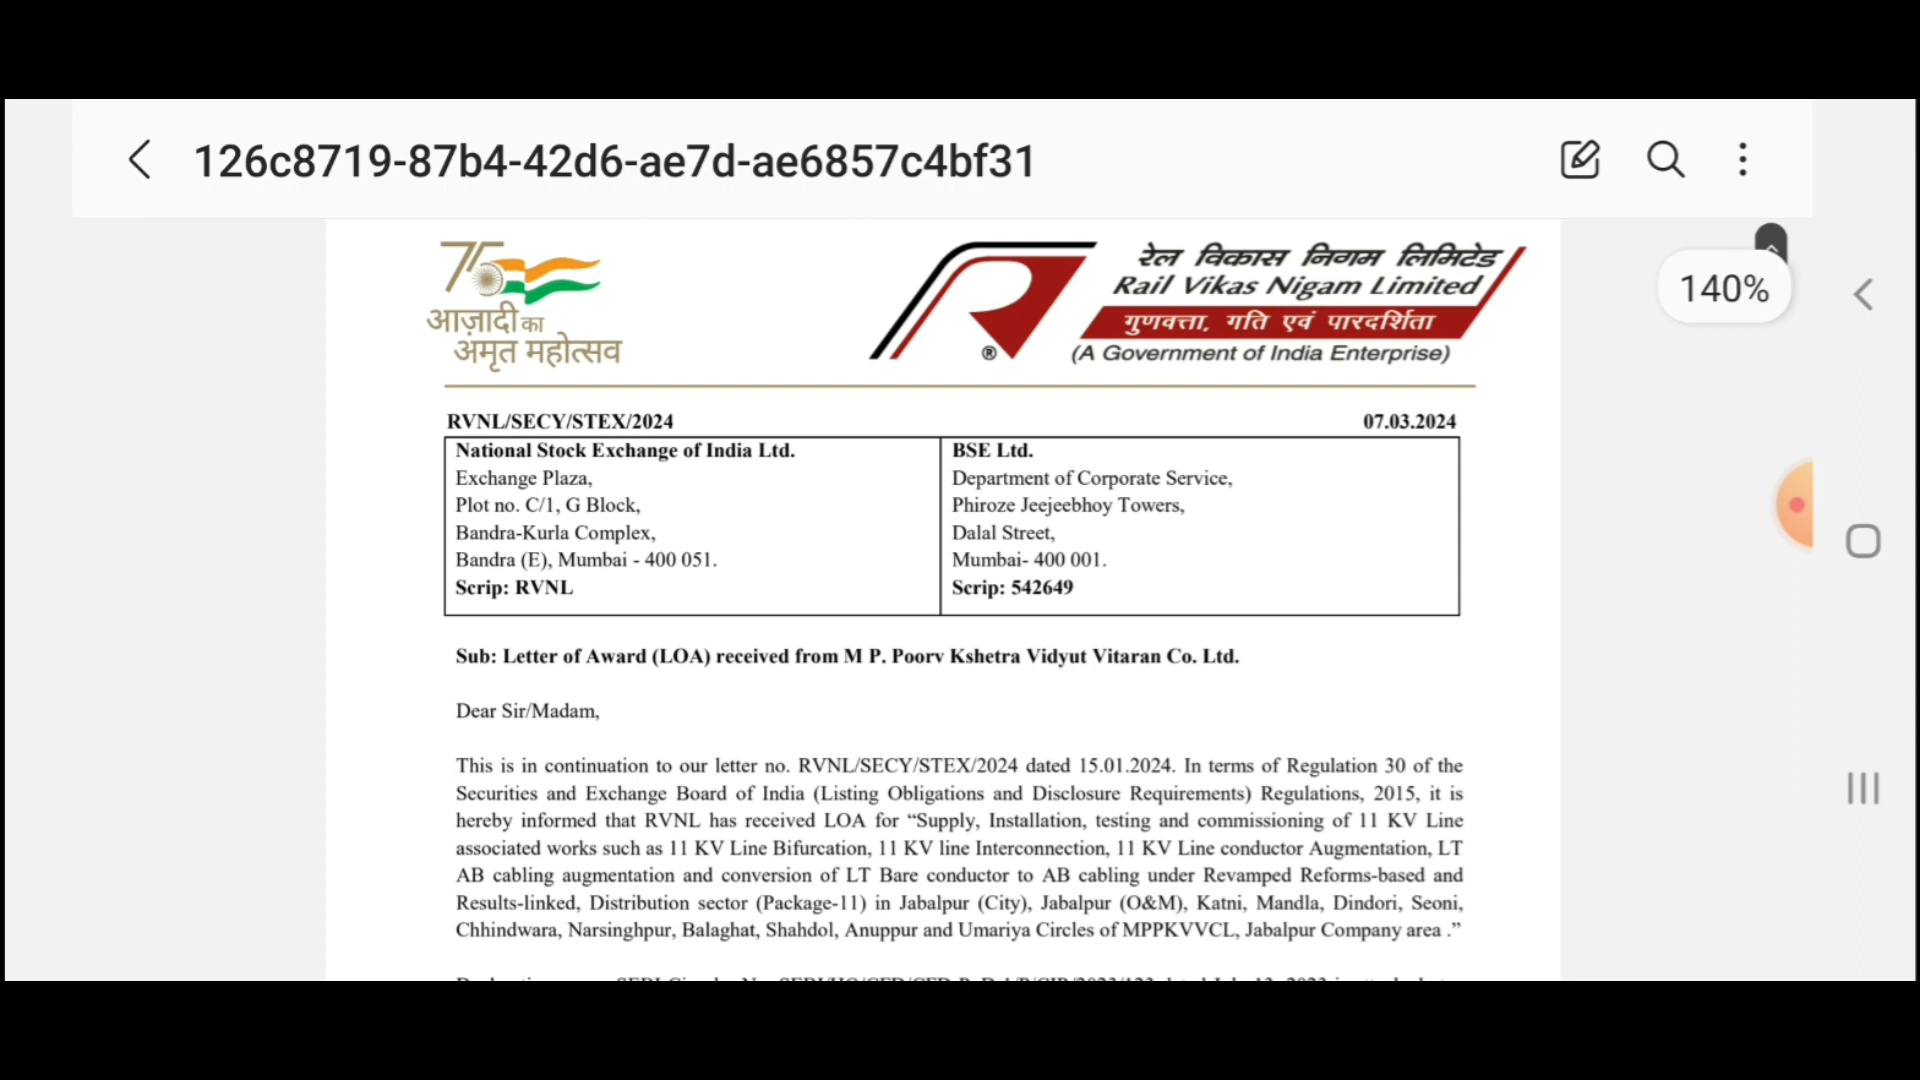 126c8719-87b4-42d6-ae7d-ae6857c4bf31
140%
75
आज़ादी का
अमृत महोत्सव
रेल विकास निगम लिमिटेड
Rail Vikas Nigam Limited
गुणवत्ता, गति एवं पारदर्शिता
®
(A Government of India Enterprise)
RVNL/SECY/STEX/2024 07.03.2024
National Stock Exchange of India Ltd.
Exchange Plaza,
Plot no. C/1, G Block,
Bandra-Kurla Complex,
Bandra (E), Mumbai - 400 051.
Scrip: RVNL
BSE Ltd.
Department of Corporate Service,
Phiroze Jeejeebhoy Towers,
Dalal Street,
Mumbai- 400 001.
Scrip: 542649
Sub: Letter of Award (LOA) received from M P. Poorv Kshetra Vidyut Vitaran Co. Ltd.
Dear Sir/Madam,
This is in continuation to our letter no. RVNL/SECY/STEX/2024 dated 15.01.2024. In terms of Regulation 30 of the
Securities and Exchange Board of India (Listing Obligations and Disclosure Requirements) Regulations, 2015, it is
hereby informed that RVNL has received LOA for “Supply, Installation, testing and commissioning of 11 KV Line
associated works such as 11 KV Line Bifurcation, 11 KV line Interconnection, 11 KV Line conductor Augmentation, LT
AB cabling augmentation and conversion of LT Bare conductor to AB cabling under Revamped Reforms-based and
Results-linked, Distribution sector (Package-11) in Jabalpur (City), Jabalpur (O&M), Katni, Mandla, Dindori, Seoni,
Chhindwara, Narsinghpur, Balaghat, Shahdol, Anuppur and Umariya Circles of MPPKVVCL, Jabalpur Company area .”